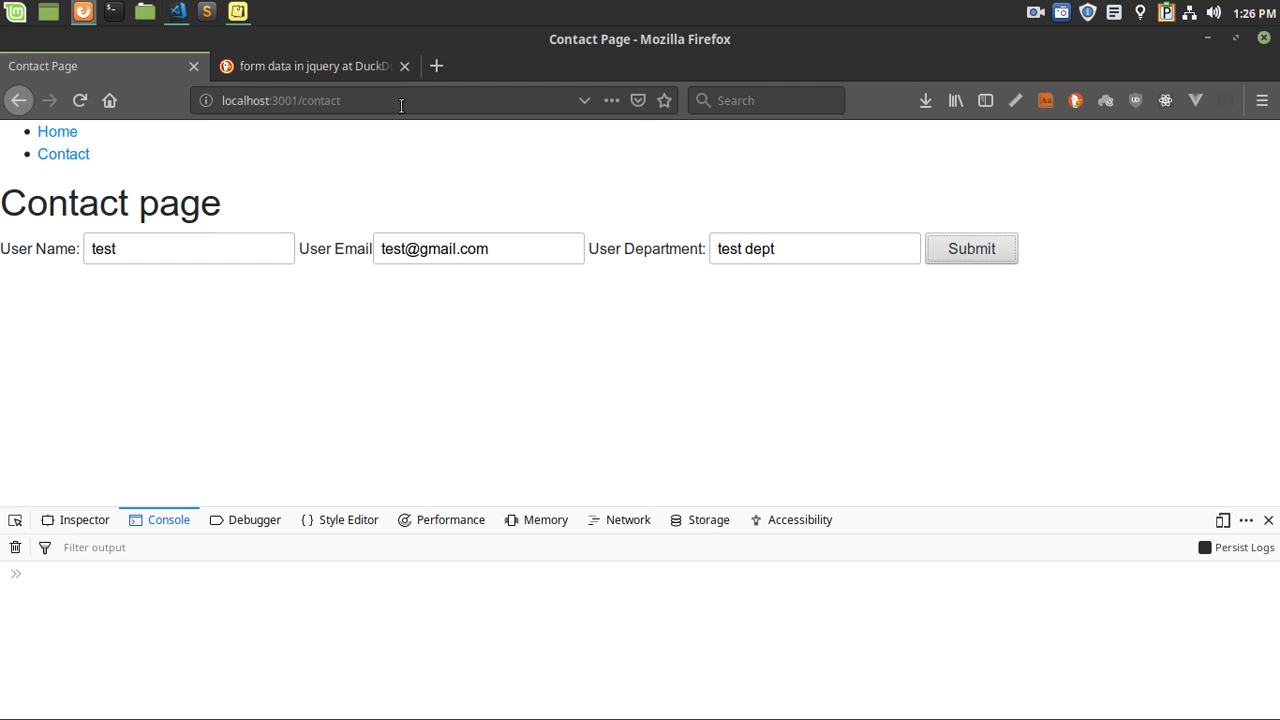 1:26 PM
Contact Page - Mozilla Firefox
Contact Page
form data in jquery at DuckD
localhost:3001/contact
Search
Home
Contact
Contact page
User Name: test User Email test@gmail.com User Department: test dept Submit
Inspector Console Debugger Style Editor Performance Memory Network Storage Accessibility
Filter output Persist Logs